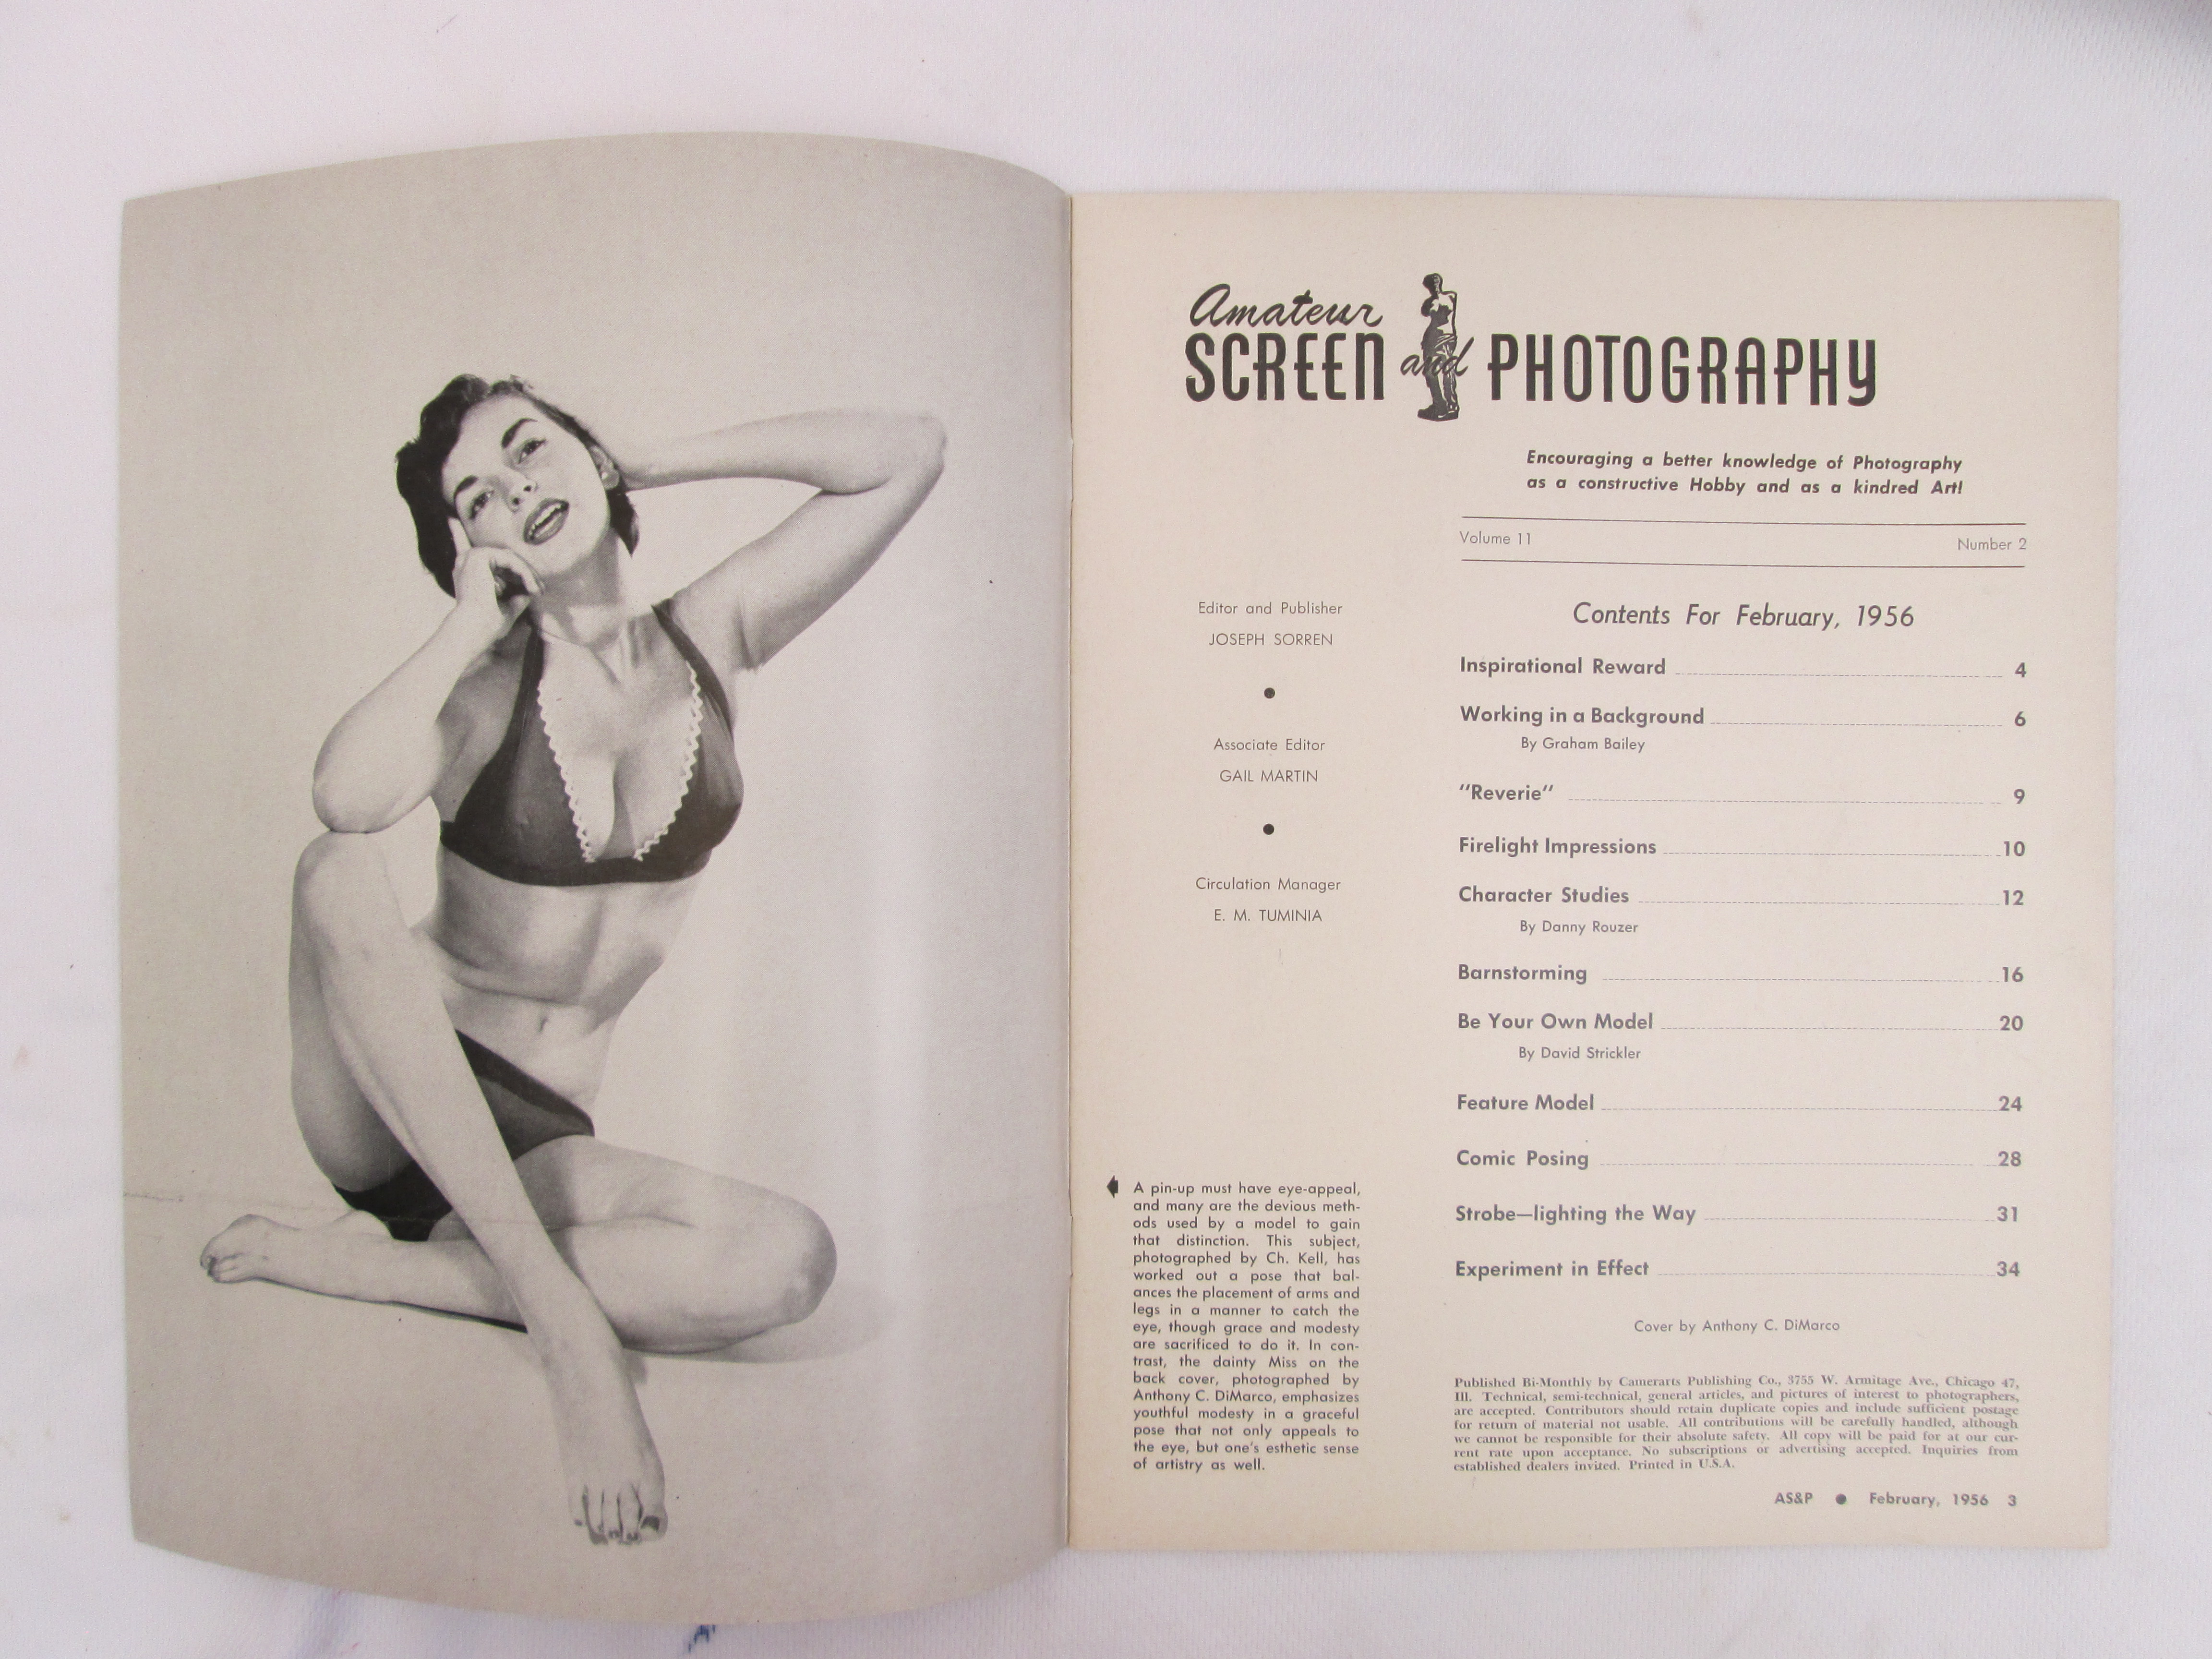 Amateur
SCREEN and PHOTOGRAPHY
Encouraging a better knowledge of Photography
as a constructive Hobby and as a kindred Art!
Volume 11 Number 2
Editor and Publisher
JOSEPH SORREN
Associate Editor
GAIL MARTIN
Circulation Manager
E. M. TUMINIA
A pin-up must have eye-appeal,
and many are the devious meth-
ods used by a model to gain
that distinction. This subject,
photographed by Ch. Kell, has
worked out a pose that bal-
ances the placement of arms and
legs in a manner to catch the
eye, though grace and modesty
are sacrificed to do it. In con-
trast, the dainty Miss on the
back cover, photographed by
Anthony C. DiMarco, emphasizes
youthful modesty in a graceful
pose that not only appeals to
the eye, but one's esthetic sense
of artistry as well.
Contents For February, 1956
Inspirational Reward 4
Working in a Background 6
By Graham Bailey
"Reverie" 9
Firelight Impressions 10
Character Studies 12
By Danny Rouzer
Barnstorming 16
Be Your Own Model 20
By David Strickler
Feature Model 24
Comic Posing 28
Strobe—lighting the Way 31
Experiment in Effect 34
Cover by Anthony C. DiMarco
Published Bi-Monthly by Camerarts Publishing Co., 3755 W. Armitage Ave., Chicago 47,
Ill. Technical, semi-technical, general articles, and pictures of interest to photographers,
are accepted. Contributors should retain duplicate copies and include sufficient postage
for return of material not usable. All contributions will be carefully handled, although
we cannot be responsible for their absolute safety. All copy will be paid for at our cur-
rent rate upon acceptance. No subscriptions or advertising accepted. Inquiries from
established dealers invited. Printed in U.S.A.
AS&P ● February, 1956 3